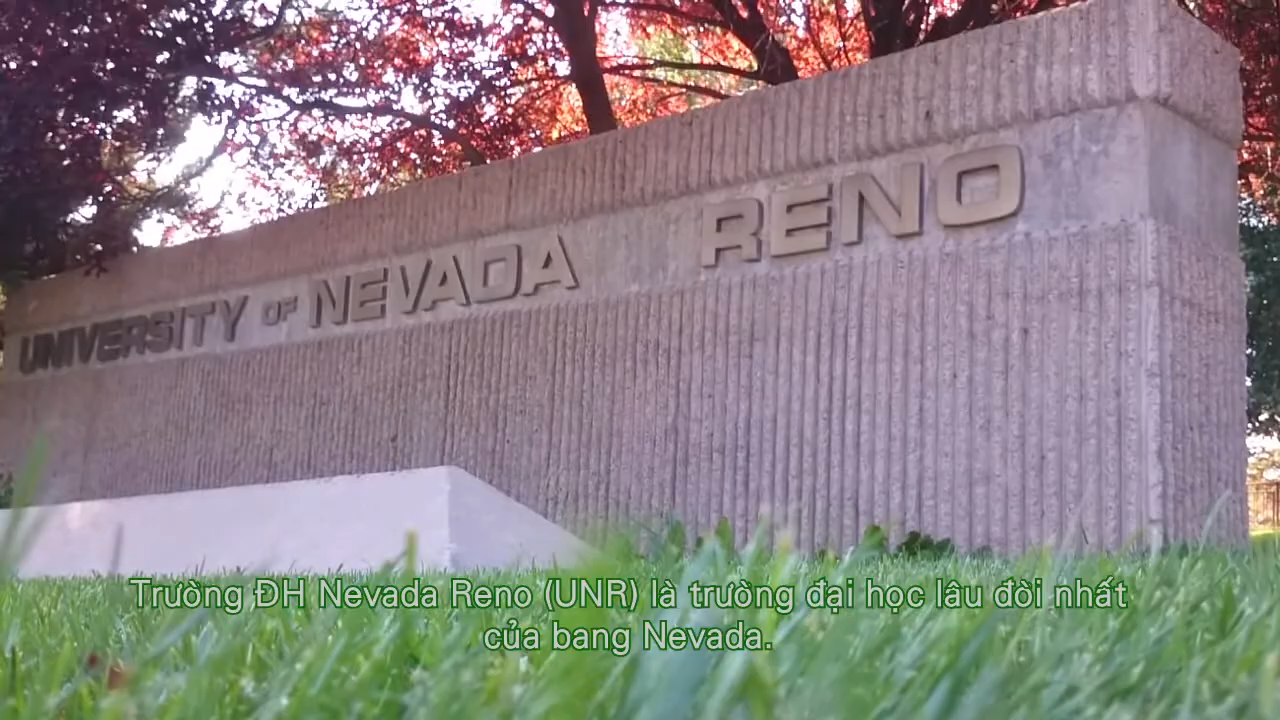 UNIVERSITY OF NEVADA RENO
Trường ĐH Nevada Reno (UNR) là trường đại học lâu đời nhất
của bang Nevada.